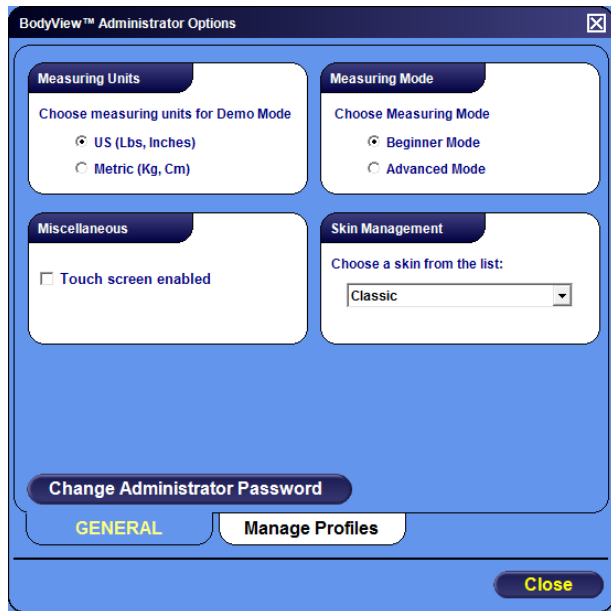 BodyView™ Administrator Options
Measuring Units
Choose measuring units for Demo Mode
US (Lbs, Inches)
Metric (Kg, Cm)
Measuring Mode
Choose Measuring Mode
Beginner Mode
Advanced Mode
Miscellaneous
Touch screen enabled
Skin Management
Choose a skin from the list:
Classic
Change Administrator Password
GENERAL
Manage Profiles
Close